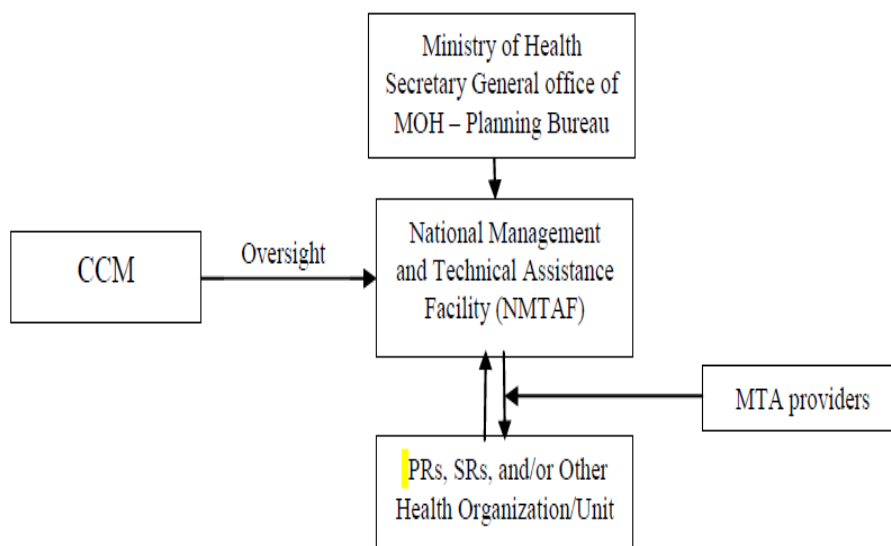 Ministry of Health
Secretary General office of
MOH – Planning Bureau
CCM
Oversight
National Management
and Technical Assistance
Facility (NMTAF)
MTA providers
PRs, SRs, and/or Other
Health Organization/Unit